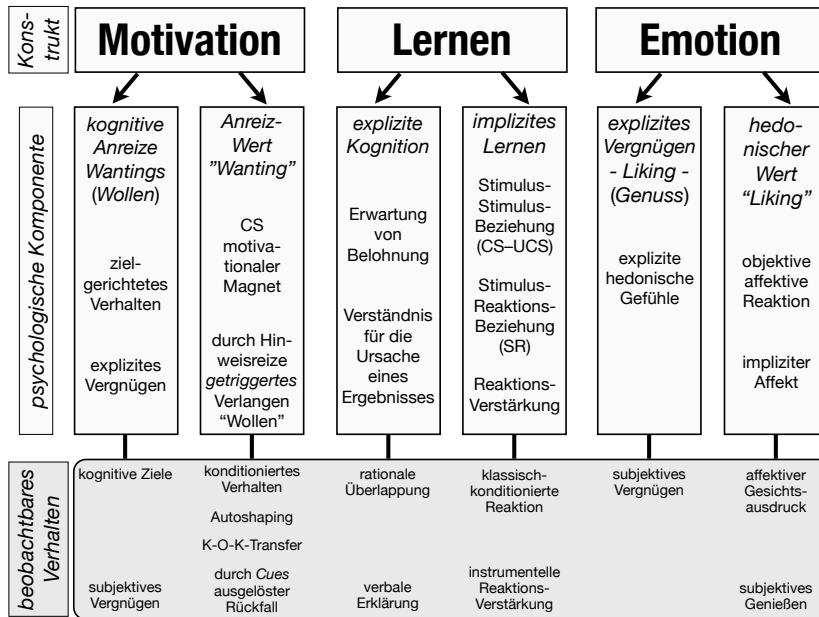 Kons-
trukt
Motivation
Lernen
Emotion
psychologische Komponente
kognitive
Anreize
Wantings
(Wollen)
ziel-
gerichtetes
Verhalten
explizites
Vergnügen
Anreiz-
Wert
"Wanting"
CS
motiva-
tionaler
Magnet
durch Hin-
weisreize
getriggertes
Verlangen
“Wollen”
explizite
Kognition
Erwartung
von
Belohnung
Verständnis
für die
Ursache
eines
Ergebnisses
implizites
Lernen
Stimulus-
Stimulus-
Beziehung
(CS–UCS)
Stimulus-
Reaktions-
Beziehung
(SR)
Reaktions-
Verstärkung
explizites
Vergnügen
- Liking -
(Genuss)
explizite
hedonische
Gefühle
hedo-
nischer
Wert
“Liking”
objektive
affektive
Reaktion
impliziter
Affekt
beobachtbares
Verhalten
kognitive Ziele
subjektives
Vergnügen
konditioniertes
Verhalten
Autoshaping
K-O-K-Transfer
durch Cues
ausgelöster
Rückfall
rationale
Überlappung
verbale
Erklärung
klassisch-
konditionierte
Reaktion
instrumentelle
Reaktions-
Verstärkung
subjektives
Vergnügen
affektiver
Gesichts-
ausdruck
subjektives
Genießen